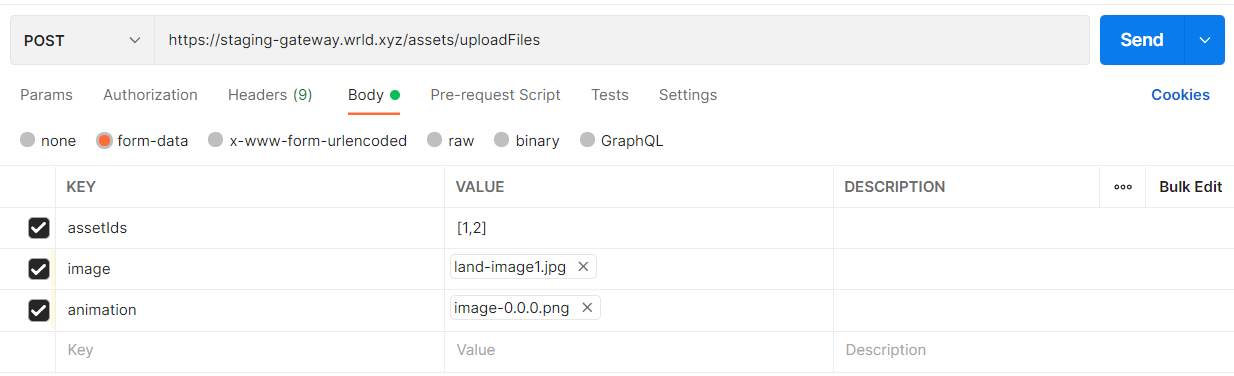 POST https://staging-gateway.wrld.xyz/assets/uploadFiles Send
Params Authorization Headers (9) Body Pre-request Script Tests Settings Cookies
none form-data x-www-form-urlencoded raw binary GraphQL
KEY VALUE DESCRIPTION Bulk Edit
assetIds [1,2]
image land-image1.jpg
animation image-0.0.0.png
Key Value Description